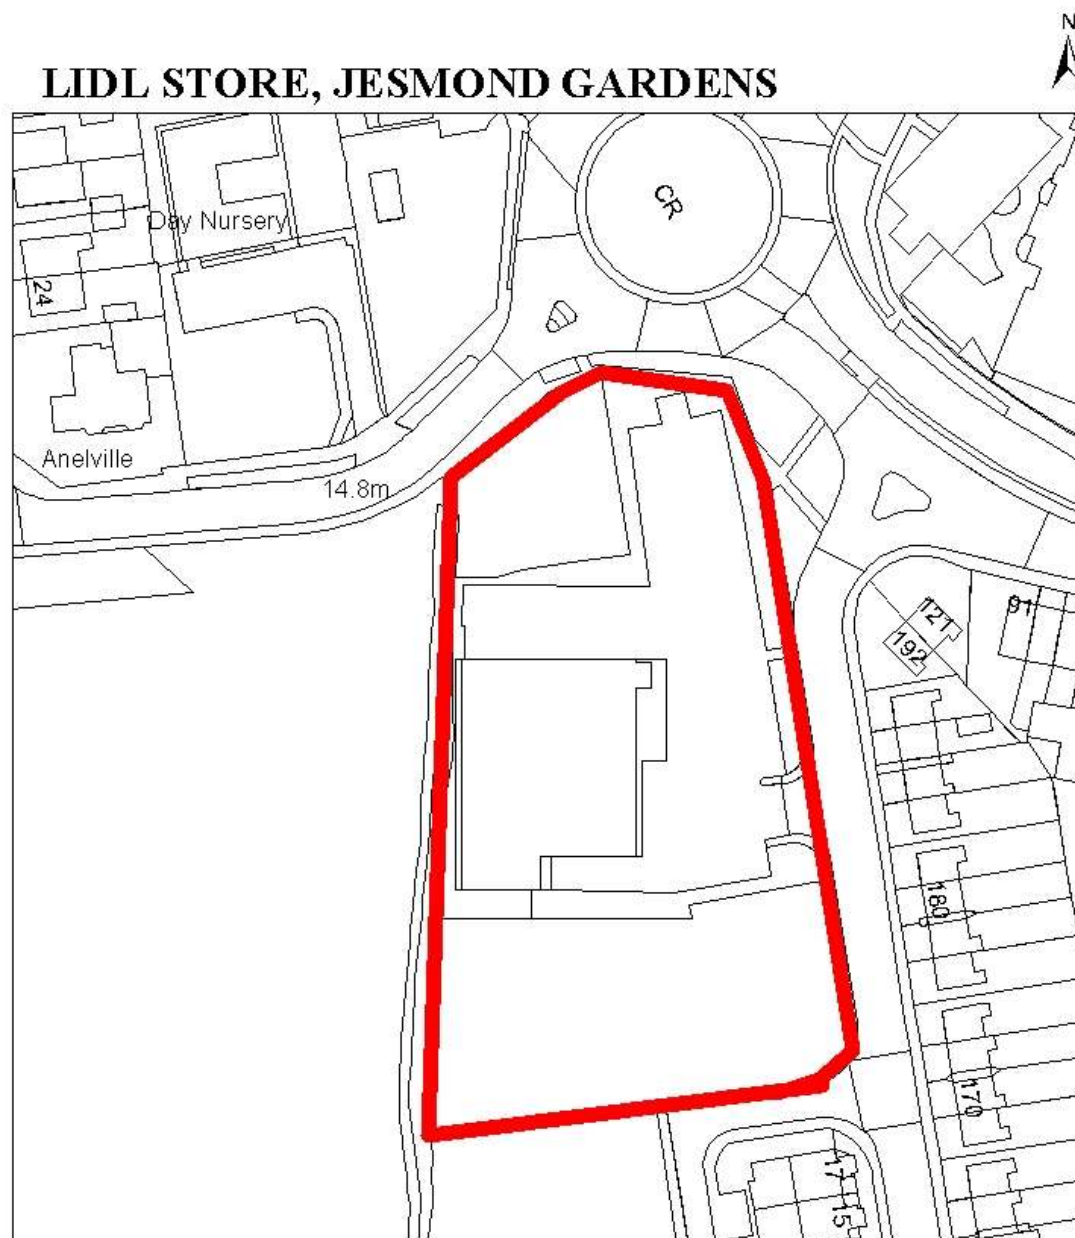 N
LIDL STORE, JESMOND GARDENS
CR
Day Nursery
24
Anelville
14.8m
91
121
192
180
170
17
15